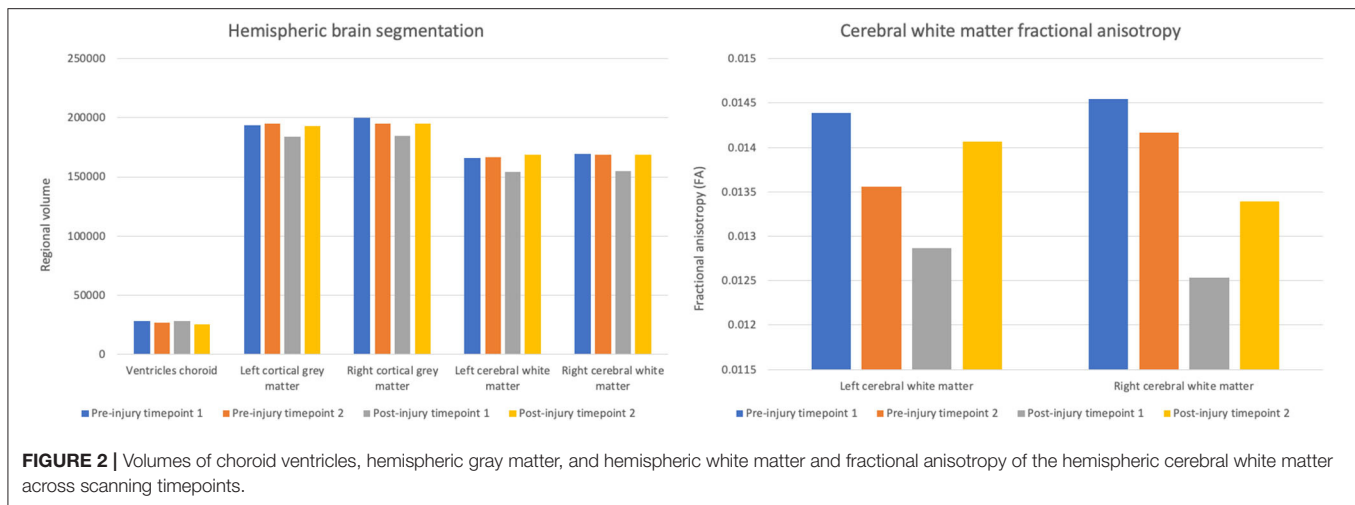 Hemispheric brain segmentation
250000
200000
150000
100000
50000
0
Regional volume
Ventricles choroid
Left cortical grey matter
Right cortical grey matter
Left cerebral white matter
Right cerebral white matter
Pre-injury timepoint 1
Pre-injury timepoint 2
Post-injury timepoint 1
Post-injury timepoint 2
Cerebral white matter fractional anisotropy
0.015
0.0145
0.014
0.0135
0.013
0.0125
0.012
0.0115
Fractional anisotropy (FA)
Left cerebral white matter
Right cerebral white matter
Pre-injury timepoint 1
Pre-injury timepoint 2
Post-injury timepoint 1
Post-injury timepoint 2
FIGURE 2 | Volumes of choroid ventricles, hemispheric gray matter, and hemispheric white matter and fractional anisotropy of the hemispheric cerebral white matter
across scanning timepoints.